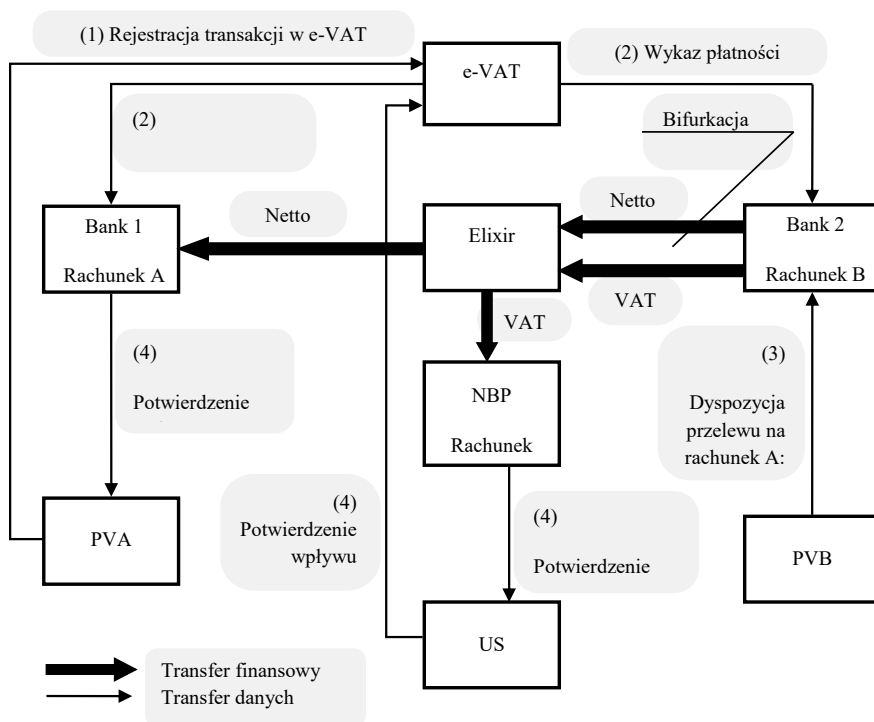 (1) Rejestracja transakcji w e-VAT
e-VAT
(2) Wykaz płatności
(2)
Bifurkacja
Bank 1
Rachunek A
Netto
Elixir
Netto
Bank 2
Rachunek B
VAT
VAT
(4)
Potwierdzenie
NBP
Rachunek
(3)
Dyspozycja
przelewu na
rachunek A:
PVA
(4)
Potwierdzenie
wpływu
(4)
Potwierdzenie
PVB
US
Transfer finansowy
Transfer danych